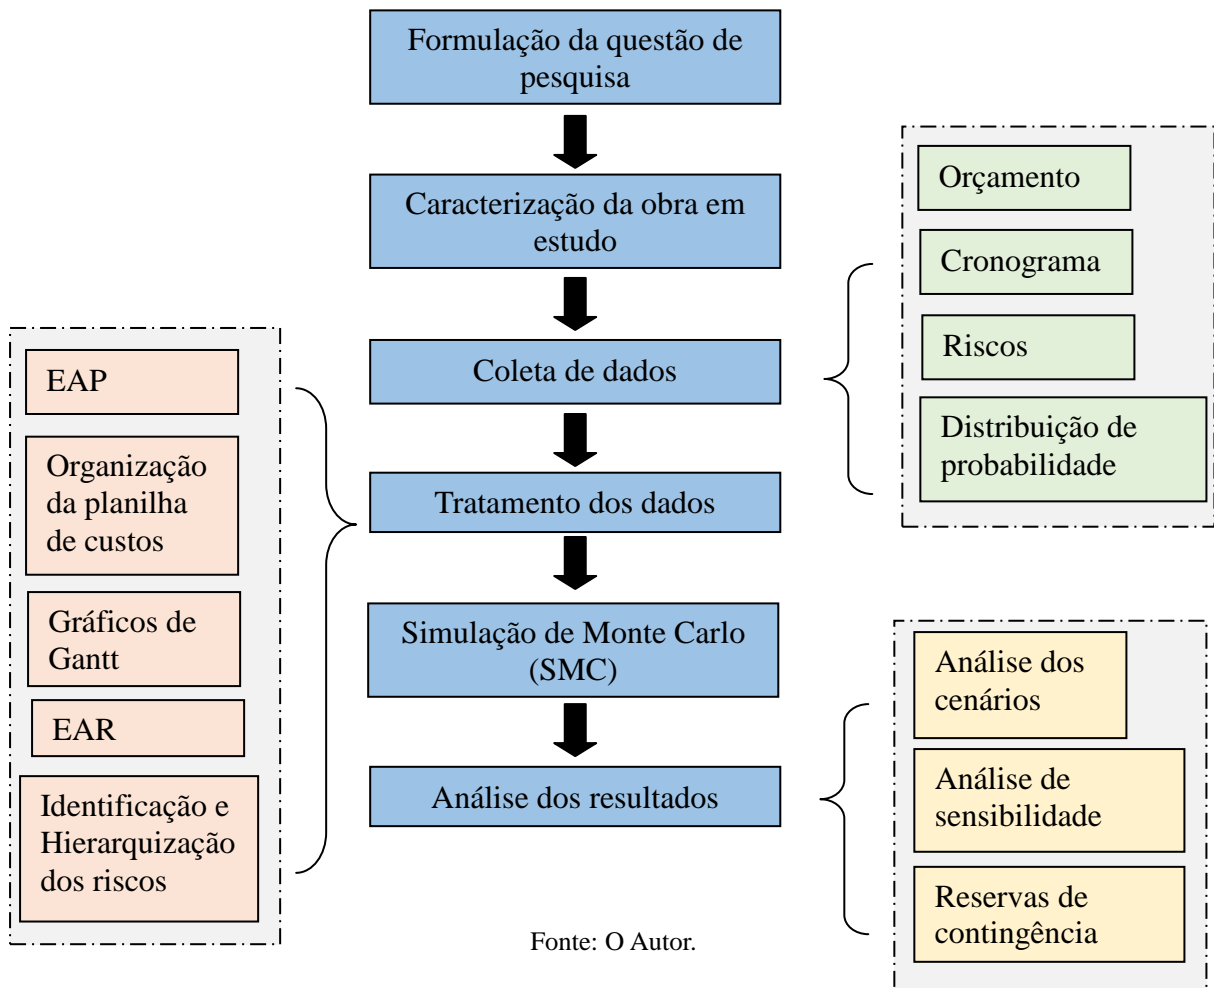 Formulação da questão de
pesquisa
Caracterização da obra em
estudo
Coleta de dados
Tratamento dos dados
Simulação de Monte Carlo
(SMC)
Análise dos resultados
Orçamento
Cronograma
Riscos
Distribuição de
probabilidade
EAP
Organização
da planilha
de custos
Gráficos de
Gantt
EAR
Identificação e
Hierarquização
dos riscos
Análise dos
cenários
Análise de
sensibilidade
Reservas de
contingência
Fonte: O Autor.